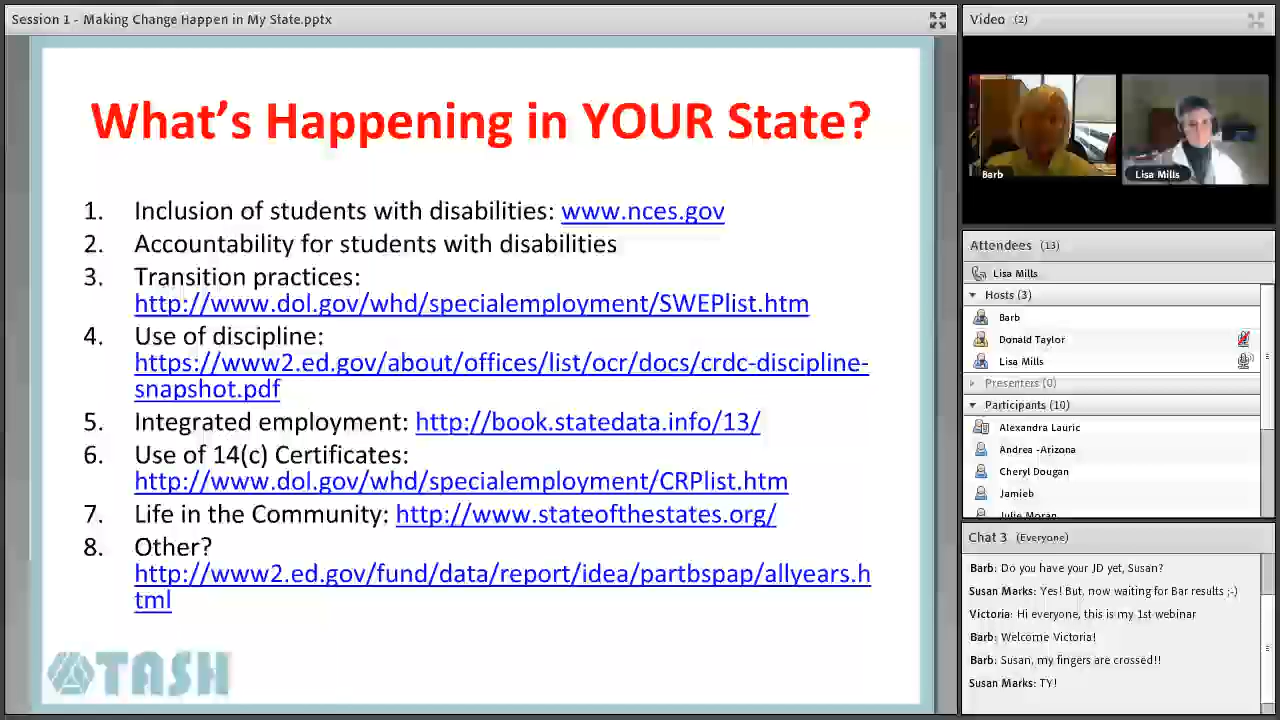 Session 1 - Making Change Happen in My State.pptx
What's Happening in YOUR State?
1. Inclusion of students with disabilities: www.nces.gov
2. Accountability for students with disabilities
3. Transition practices:
http://www.dol.gov/whd/specialemployment/SWEPlist.htm
4. Use of discipline:
https://www2.ed.gov/about/offices/list/ocr/docs/crdc-discipline-
snapshot.pdf
5. Integrated employment: http://book.statedata.info/13/
6. Use of 14(c) Certificates:
http://www.dol.gov/whd/specialemployment/CRPlist.htm
7. Life in the Community: http://www.stateofthestates.org/
8. Other?
http://www2.ed.gov/fund/data/report/idea/partbspap/allyears.h
tml
TASH
Video (2)
Barb
Lisa Mills
Attendees (13)
Lisa Mills
Hosts (3)
Barb
Donald Taylor
Lisa Mills
Presenters (0)
Participants (10)
Alexandra Lauric
Andrea -Arizona
Cheryl Dougan
Jamieb
Julie Moran
Chat 3 (Everyone)
Barb: Do you have your JD yet, Susan?
Susan Marks: Yes! But, now waiting for Bar results ;-)
Victoria: Hi everyone, this is my 1st webinar
Barb: Welcome Victoria!
Barb: Susan, my fingers are crossed!!
Susan Marks: TY!